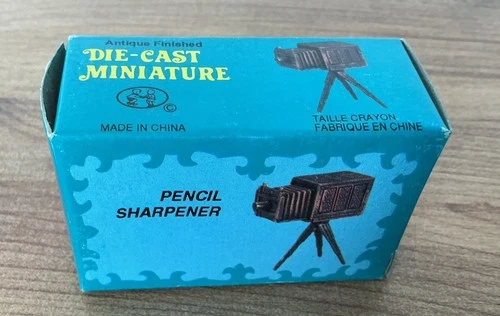 Antique Finished
DIE-CAST
MINIATURE
©
MADE IN CHINA
TAILLE CRAYON
FABRIQUE EN CHINE
PENCIL
SHARPENER